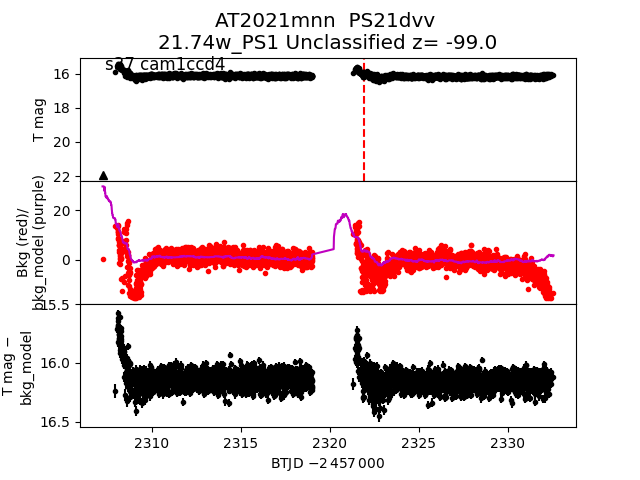 AT2021mnn PS21dvv
21.74w_PS1 Unclassified z= -99.0
s37 cam1ccd4
16
18
20
22
T mag
20
0
Bkg (red)/
bkg_model (purple)
15.5
16.0
16.5
T mag −
bkg_model
2310
2315
2320
2325
2330
BTJD −2 457 000